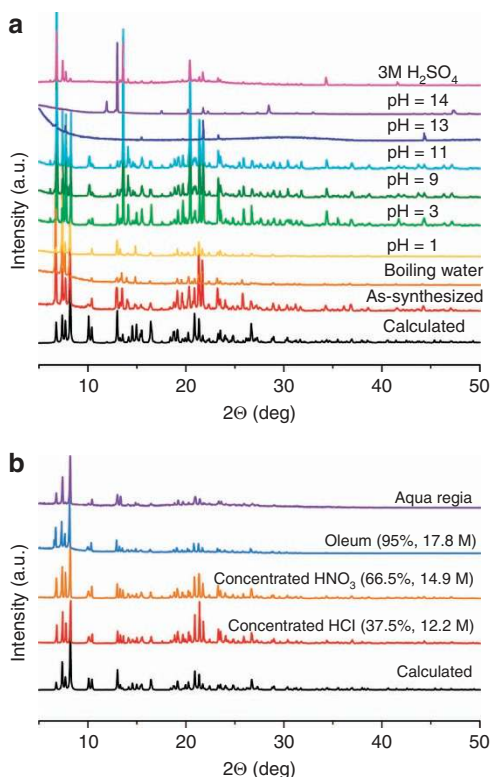 a
3M H₂SO₄
pH = 14
pH = 13
pH = 11
pH = 9
pH = 3
pH = 1
Boiling water
As-synthesized
Calculated
Intensity (a.u.)
10 20 30 40 50
2Θ (deg)
b
Aqua regia
Oleum (95%, 17.8 M)
Concentrated HNO₃ (66.5%, 14.9 M)
Concentrated HCl (37.5%, 12.2 M)
Calculated
Intensity (a.u.)
10 20 30 40 50
2Θ (deg)